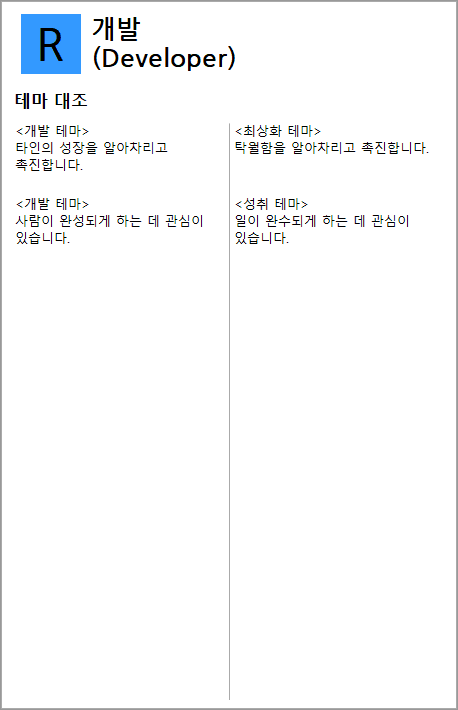 R
개발
(Developer)
테마 대조
<개발 테마>
타인의 성장을 알아차리고
촉진합니다.
<최상화 테마>
탁월함을 알아차리고 촉진합니다.
<개발 테마>
사람이 완성되게 하는 데 관심이
있습니다.
<성취 테마>
일이 완수되게 하는 데 관심이
있습니다.